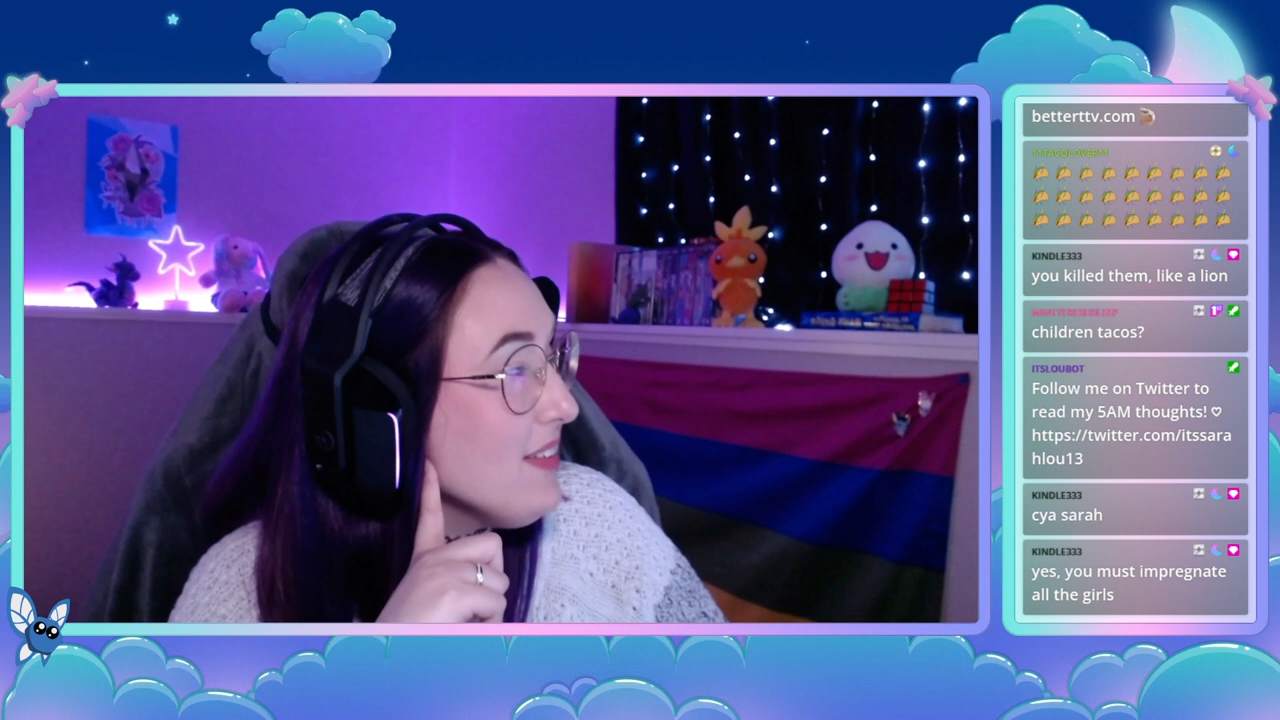 betterttv.com
KINDLE333
you killed them, like a lion
children tacos?
ITSLOUBOT
Follow me on Twitter to
read my 5AM thoughts! ♡
https://twitter.com/itssara
hlou13
KINDLE333
cya sarah
KINDLE333
yes, you must impregnate
all the girls